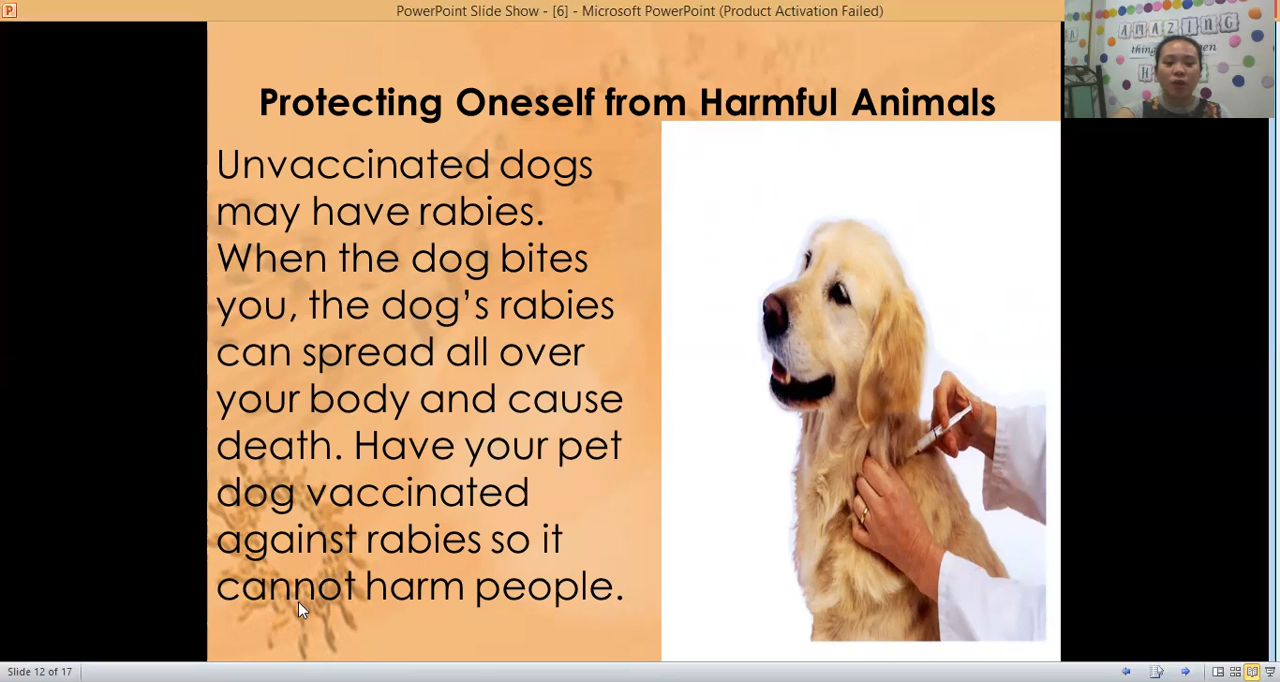 PowerPoint Slide Show - [6] - Microsoft PowerPoint (Product Activation Failed)
AMAZING
Protecting Oneself from Harmful Animals
Unvaccinated dogs
may have rabies.
When the dog bites
you, the dog’s rabies
can spread all over
your body and cause
death. Have your pet
dog vaccinated
against rabies so it
cannot harm people.
Slide 12 of 17